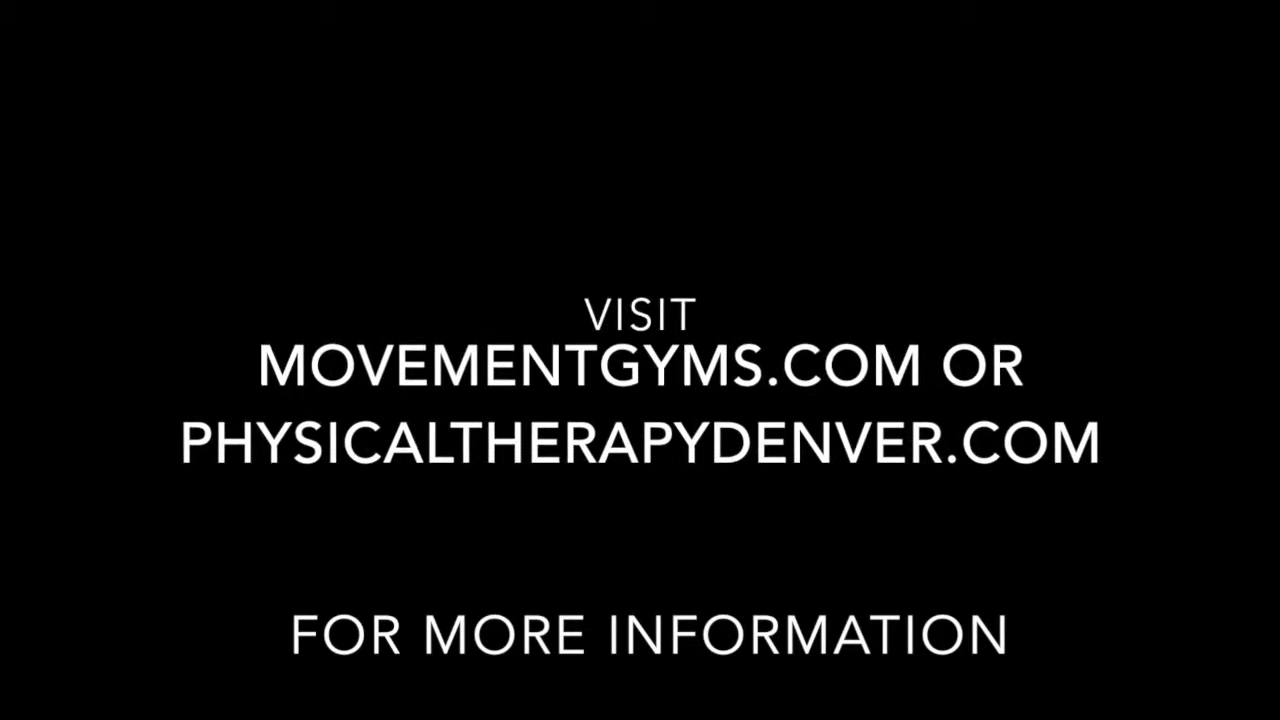 VISIT
MOVEMENTGYMS.COM OR
PHYSICALTHERAPYDENVER.COM
FOR MORE INFORMATION